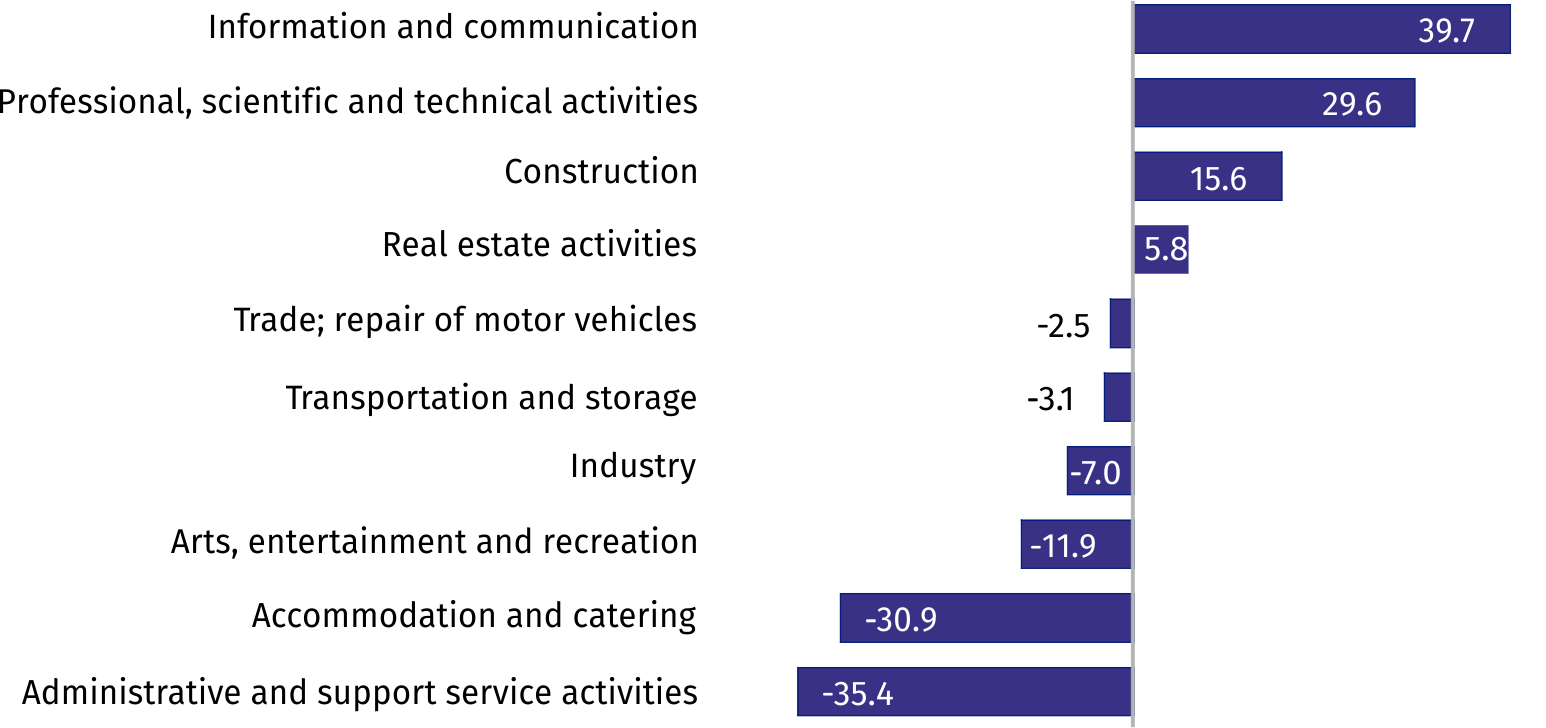 Information and communication 39.7
Professional, scientific and technical activities 29.6
Construction 15.6
Real estate activities 5.8
Trade; repair of motor vehicles -2.5
Transportation and storage -3.1
Industry -7.0
Arts, entertainment and recreation -11.9
Accommodation and catering -30.9
Administrative and support service activities -35.4